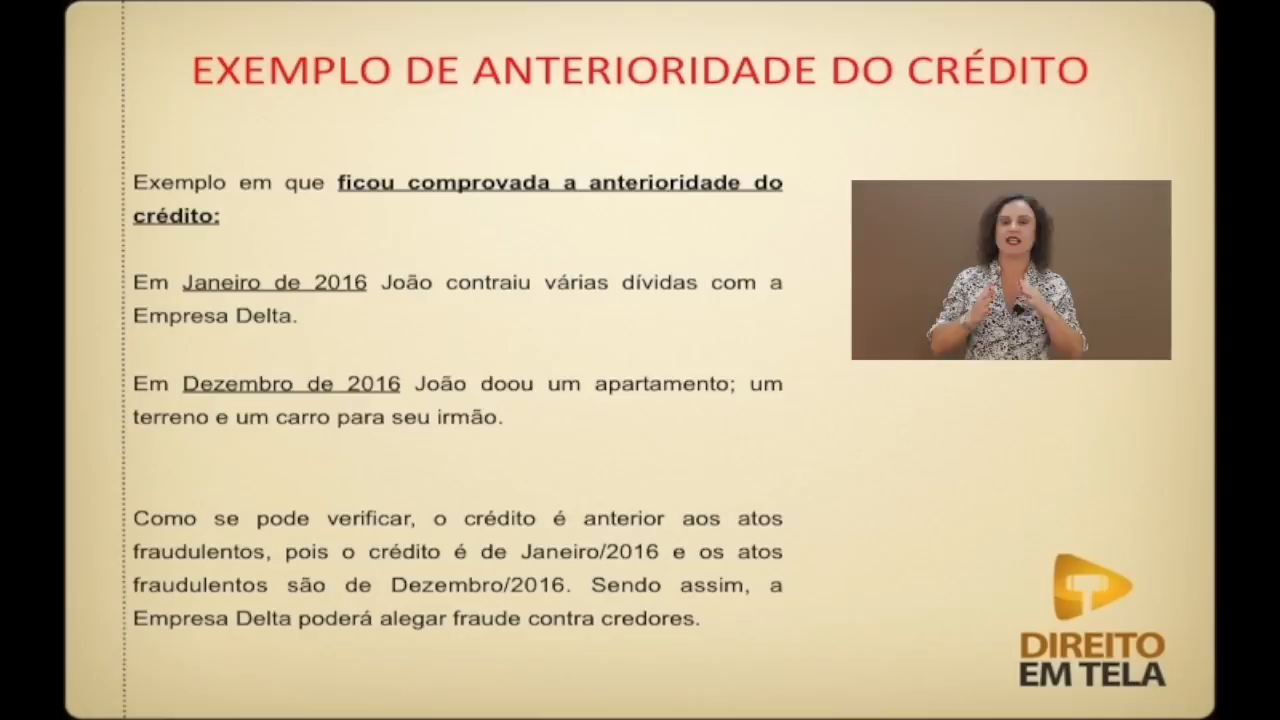 EXEMPLO DE ANTERIORIDADE DO CRÉDITO
Exemplo em que ficou comprovada a anterioridade do
crédito:
Em Janeiro de 2016 João contraiu várias dívidas com a
Empresa Delta.
Em Dezembro de 2016 João doou um apartamento; um
terreno e um carro para seu irmão.
Como se pode verificar, o crédito é anterior aos atos
fraudulentos, pois o crédito é de Janeiro/2016 e os atos
fraudulentos são de Dezembro/2016. Sendo assim, a
Empresa Delta poderá alegar fraude contra credores.
DIREITO
EM TELA